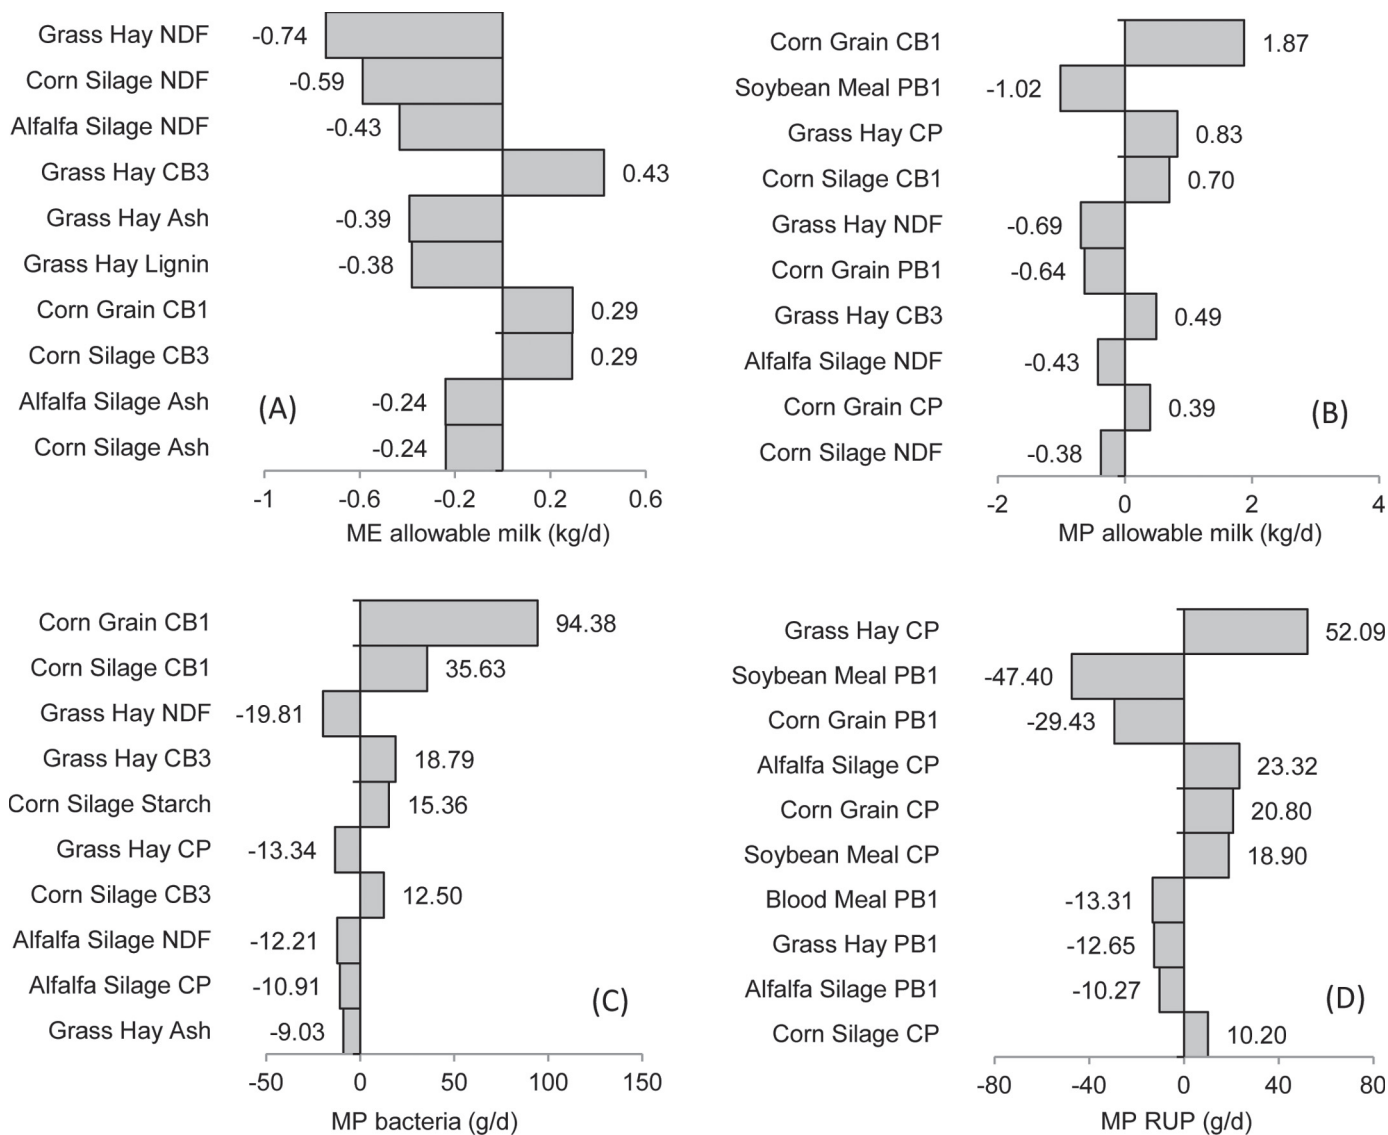 Grass Hay NDF -0.74
Corn Silage NDF -0.59
Alfalfa Silage NDF -0.43
Grass Hay CB3 0.43
Grass Hay Ash -0.39
Grass Hay Lignin -0.38
Corn Grain CB1 0.29
Corn Silage CB3 0.29
Alfalfa Silage Ash (A) -0.24
Corn Silage Ash -0.24
-1 -0.6 -0.2 0.2 0.6
ME allowable milk (kg/d)
Corn Grain CB1 1.87
Soybean Meal PB1 -1.02
Grass Hay CP 0.83
Corn Silage CB1 0.70
Grass Hay NDF -0.69
Corn Grain PB1 -0.64
Grass Hay CB3 0.49
Alfalfa Silage NDF -0.43
Corn Grain CP 0.39 (B)
Corn Silage NDF -0.38
-2 0 2 4
MP allowable milk (kg/d)
Corn Grain CB1 94.38
Corn Silage CB1 35.63
Grass Hay NDF -19.81
Grass Hay CB3 18.79
Corn Silage Starch 15.36
Grass Hay CP -13.34
Corn Silage CB3 12.50
Alfalfa Silage NDF -12.21
Alfalfa Silage CP -10.91 (C)
Grass Hay Ash -9.03
-50 0 50 100 150
MP bacteria (g/d)
Grass Hay CP 52.09
Soybean Meal PB1 -47.40
Corn Grain PB1 -29.43
Alfalfa Silage CP 23.32
Corn Grain CP 20.80
Soybean Meal CP 18.90
Blood Meal PB1 -13.31
Grass Hay PB1 -12.65
Alfalfa Silage PB1 -10.27 (D)
Corn Silage CP 10.20
-80 -40 0 40 80
MP RUP (g/d)